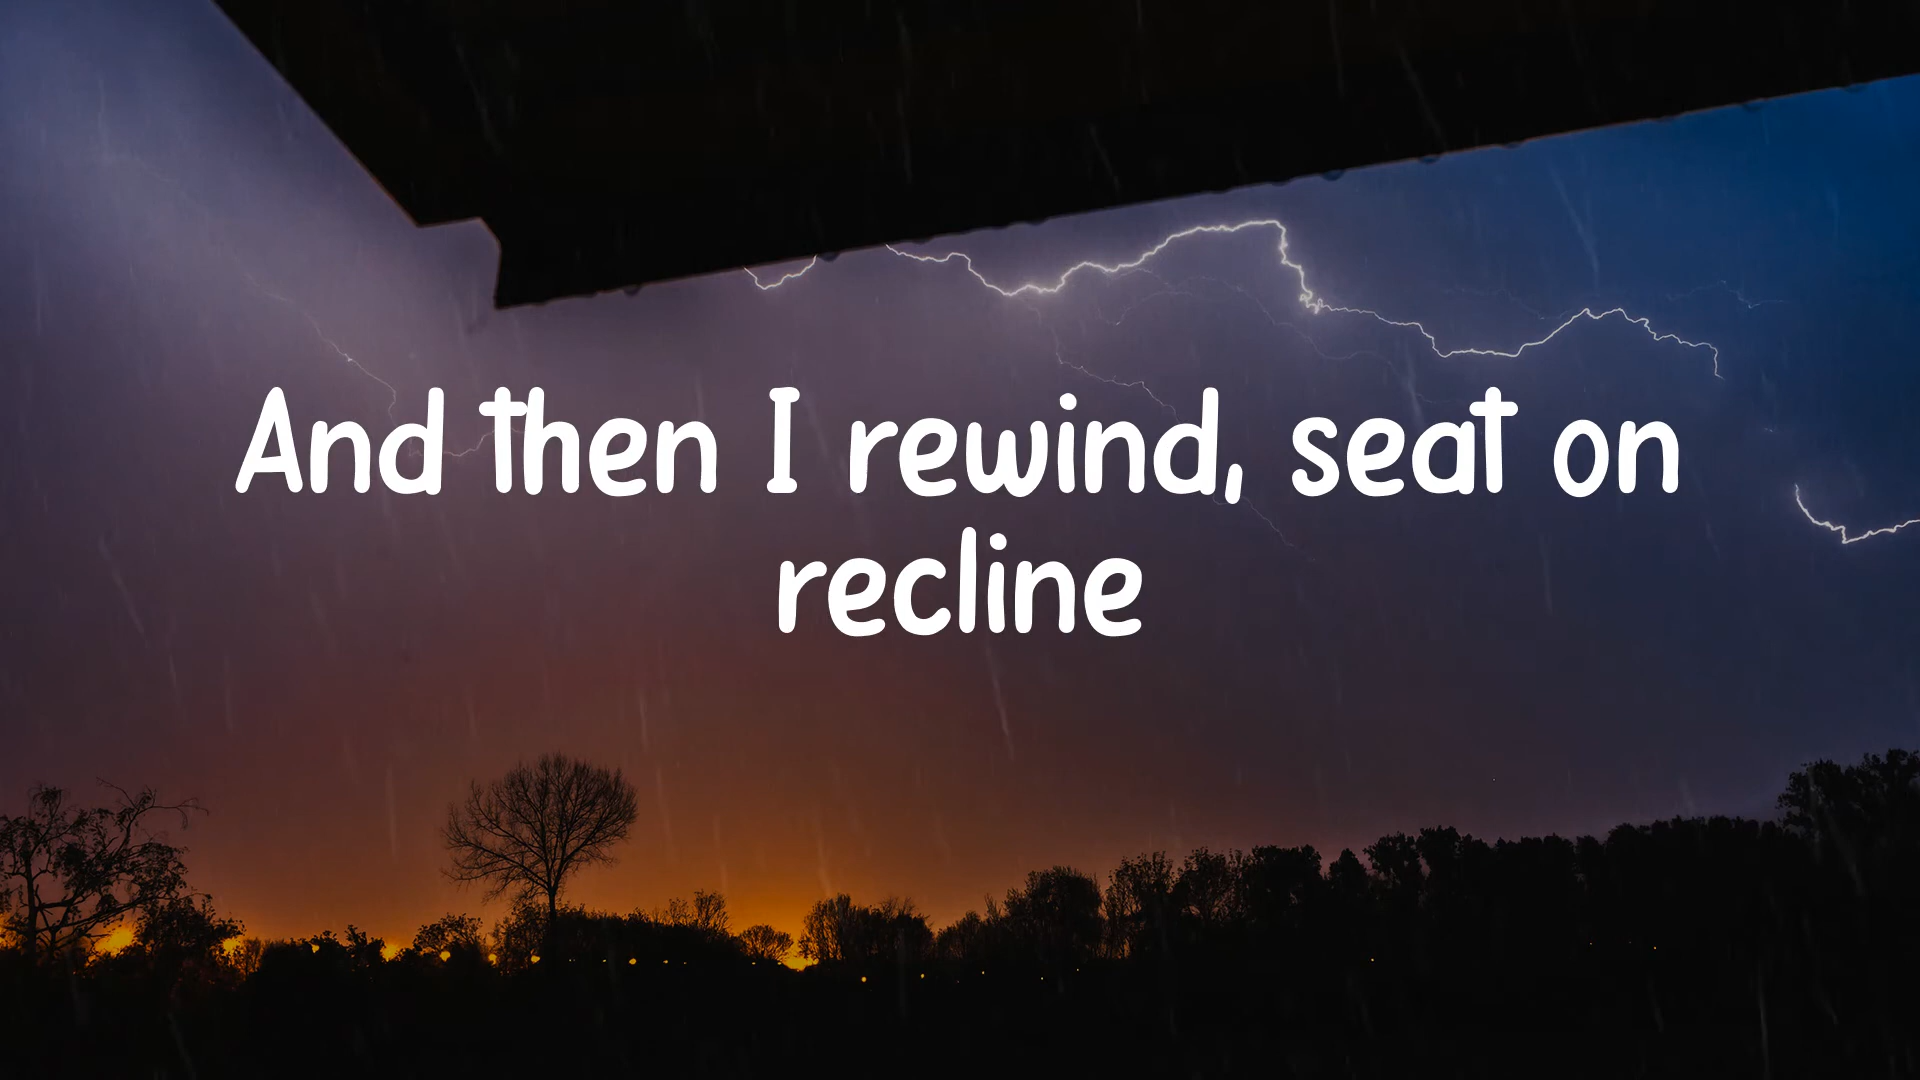 And then I rewind, seat on
recline